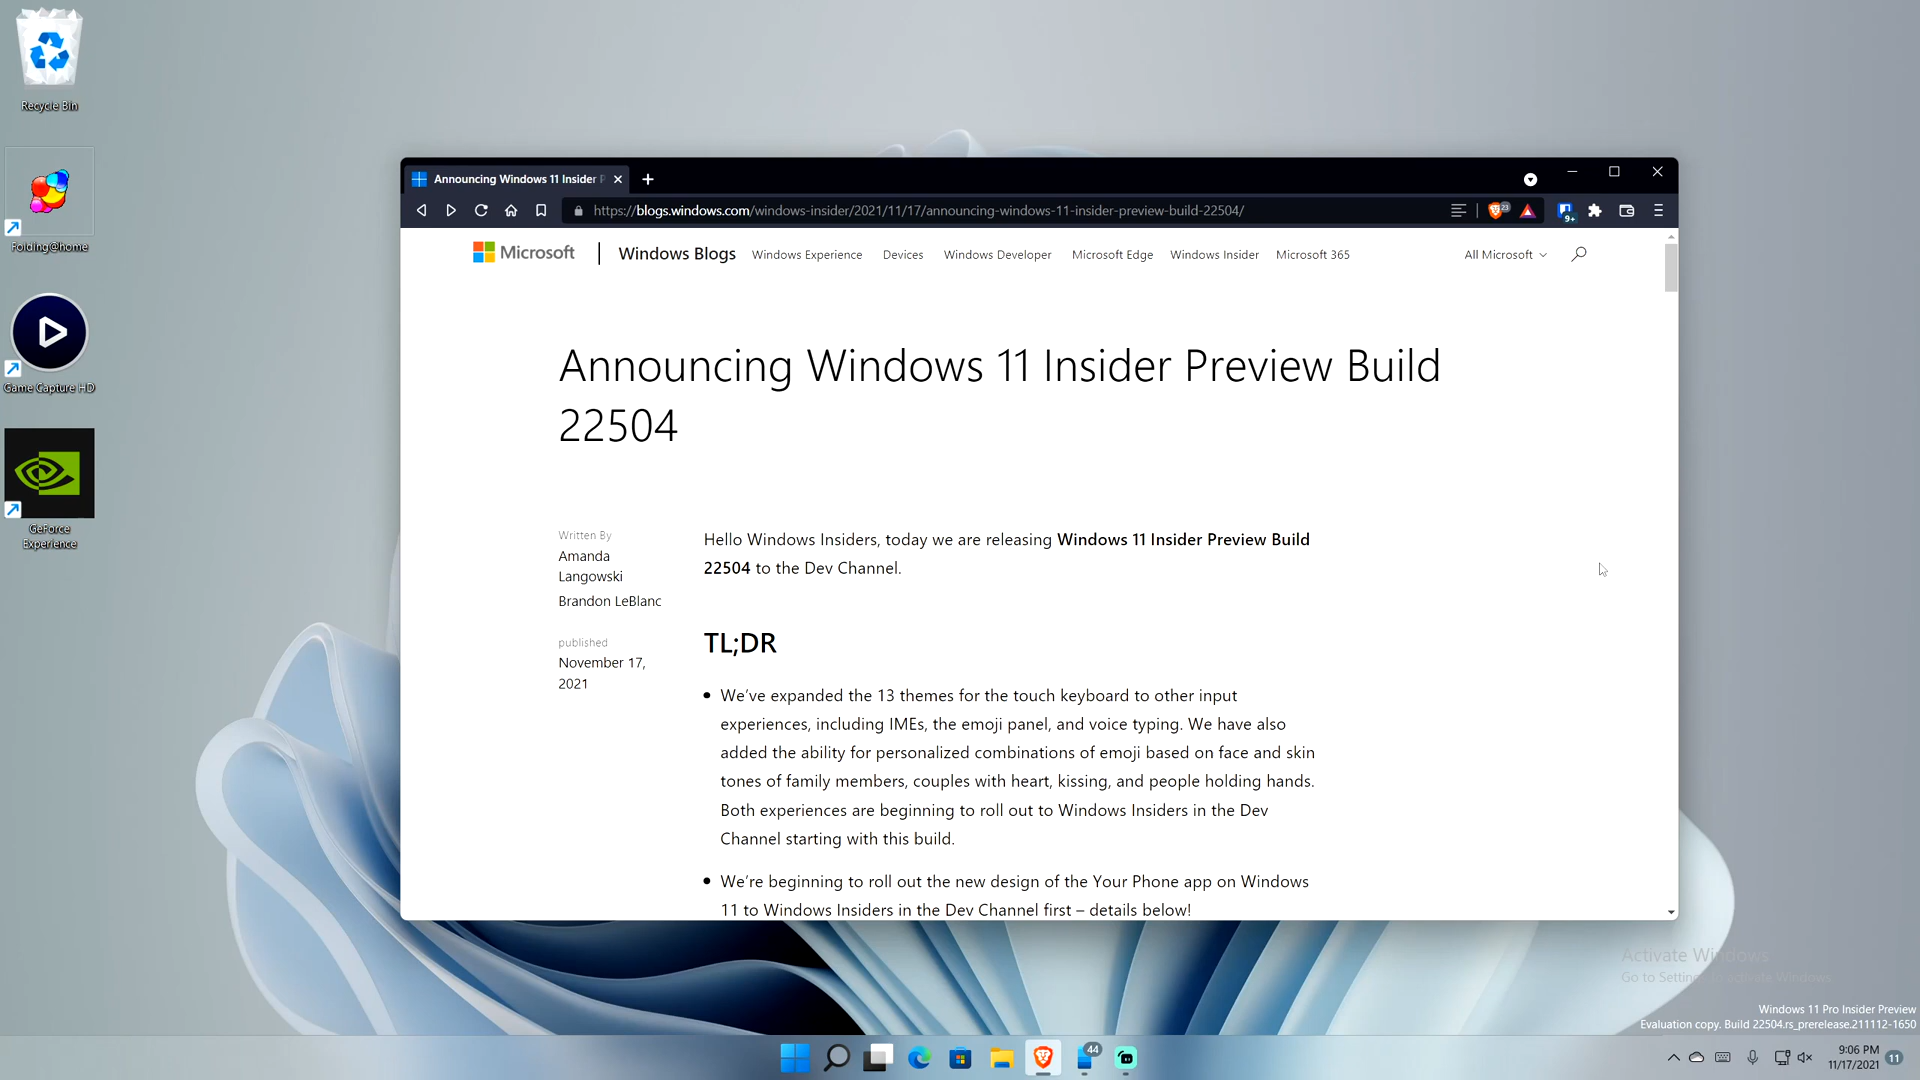 Recycle Bin
Folding@home
Game Capture HD
GeForce
Experience
Announcing Windows 11 Insider P
https://blogs.windows.com/windows-insider/2021/11/17/announcing-windows-11-insider-preview-build-22504/
23
9+
Microsoft
Windows Blogs
Windows Experience
Devices
Windows Developer
Microsoft Edge
Windows Insider
Microsoft 365
All Microsoft
Announcing Windows 11 Insider Preview Build
22504
Written By
Amanda
Langowski
Brandon LeBlanc
published
November 17,
2021
Hello Windows Insiders, today we are releasing Windows 11 Insider Preview Build
22504 to the Dev Channel.
TL;DR
We’ve expanded the 13 themes for the touch keyboard to other input
experiences, including IMEs, the emoji panel, and voice typing. We have also
added the ability for personalized combinations of emoji based on face and skin
tones of family members, couples with heart, kissing, and people holding hands.
Both experiences are beginning to roll out to Windows Insiders in the Dev
Channel starting with this build.
We’re beginning to roll out the new design of the Your Phone app on Windows
11 to Windows Insiders in the Dev Channel first – details below!
Activate Windows
Go to Settings to activate Windows.
Windows 11 Pro Insider Preview
Evaluation copy. Build 22504.rs_prerelease.211112-1650
44
9:06 PM
11/17/2021
11